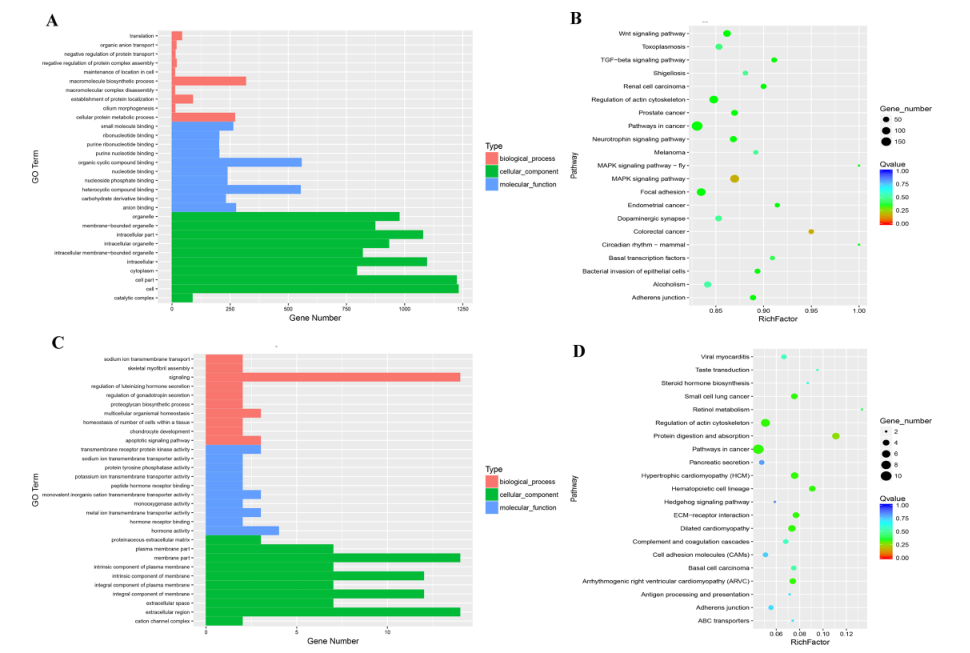 A
translation
organic anion transport
negative regulation of protein transport
negative regulation of protein complex assembly
maintenance of location in cell
macromolecule biosynthetic process
macromolecular complex disassembly
establishment of protein localization
cilium morphogenesis
cellular protein metabolic process
small molecule binding
ribonucleotide binding
purine ribonucleotide binding
purine nucleotide binding
organic cyclic compound binding
nucleotide binding
nucleoside phosphate binding
heterocyclic compound binding
carbohydrate derivative binding
anion binding
organelle
membrane-bounded organelle
intracellular part
intracellular organelle
intracellular membrane-bounded organelle
intracellular
cytoplasm
cell part
cell
catalytic complex
GO Term
0 250 500 750 1000 1250
Gene Number
Type
biological_process
cellular_component
molecular_function
B
Wnt signaling pathway
Toxoplasmosis
TGF-beta signaling pathway
Shigellosis
Renal cell carcinoma
Regulation of actin cytoskeleton
Prostate cancer
Pathways in cancer
Neurotrophin signaling pathway
Melanoma
MAPK signaling pathway - fly
MAPK signaling pathway
Focal adhesion
Endometrial cancer
Dopaminergic synapse
Colorectal cancer
Circadian rhythm - mammal
Basal transcription factors
Bacterial invasion of epithelial cells
Alcoholism
Adherens junction
Pathway
0.85 0.90 0.95 1.00
RichFactor
Gene_number
50
100
150
Qvalue
1.00
0.75
0.50
0.25
0.00
C
sodium ion transmembrane transport
skeletal myofibril assembly
signaling
regulation of luteinizing hormone secretion
regulation of gonadotropin secretion
proteoglycan biosynthetic process
multicellular organismal homeostasis
homeostasis of number of cells within a tissue
chondrocyte development
apoptotic signaling pathway
transmembrane receptor protein kinase activity
sodium ion transmembrane transporter activity
protein tyrosine phosphatase activity
potassium ion transmembrane transporter activity
peptide hormone receptor binding
monovalent inorganic cation transmembrane transporter activity
monooxygenase activity
metal ion transmembrane transporter activity
hormone receptor binding
hormone activity
proteinaceous extracellular matrix
plasma membrane part
membrane part
intrinsic component of plasma membrane
intrinsic component of membrane
integral component of plasma membrane
integral component of membrane
extracellular space
extracellular region
cation channel complex
GO Term
0 5 10
Gene Number
Type
biological_process
cellular_component
molecular_function
D
Viral myocarditis
Taste transduction
Steroid hormone biosynthesis
Small cell lung cancer
Retinol metabolism
Regulation of actin cytoskeleton
Protein digestion and absorption
Pathways in cancer
Pancreatic secretion
Hypertrophic cardiomyopathy (HCM)
Hematopoietic cell lineage
Hedgehog signaling pathway
ECM-receptor interaction
Dilated cardiomyopathy
Complement and coagulation cascades
Cell adhesion molecules (CAMs)
Basal cell carcinoma
Arrhythmogenic right ventricular cardiomyopathy (ARVC)
Antigen processing and presentation
Adherens junction
ABC transporters
Pathway
0.06 0.08 0.10 0.12
RichFactor
Gene_number
2
4
6
8
10
Qvalue
1.00
0.75
0.50
0.25
0.00